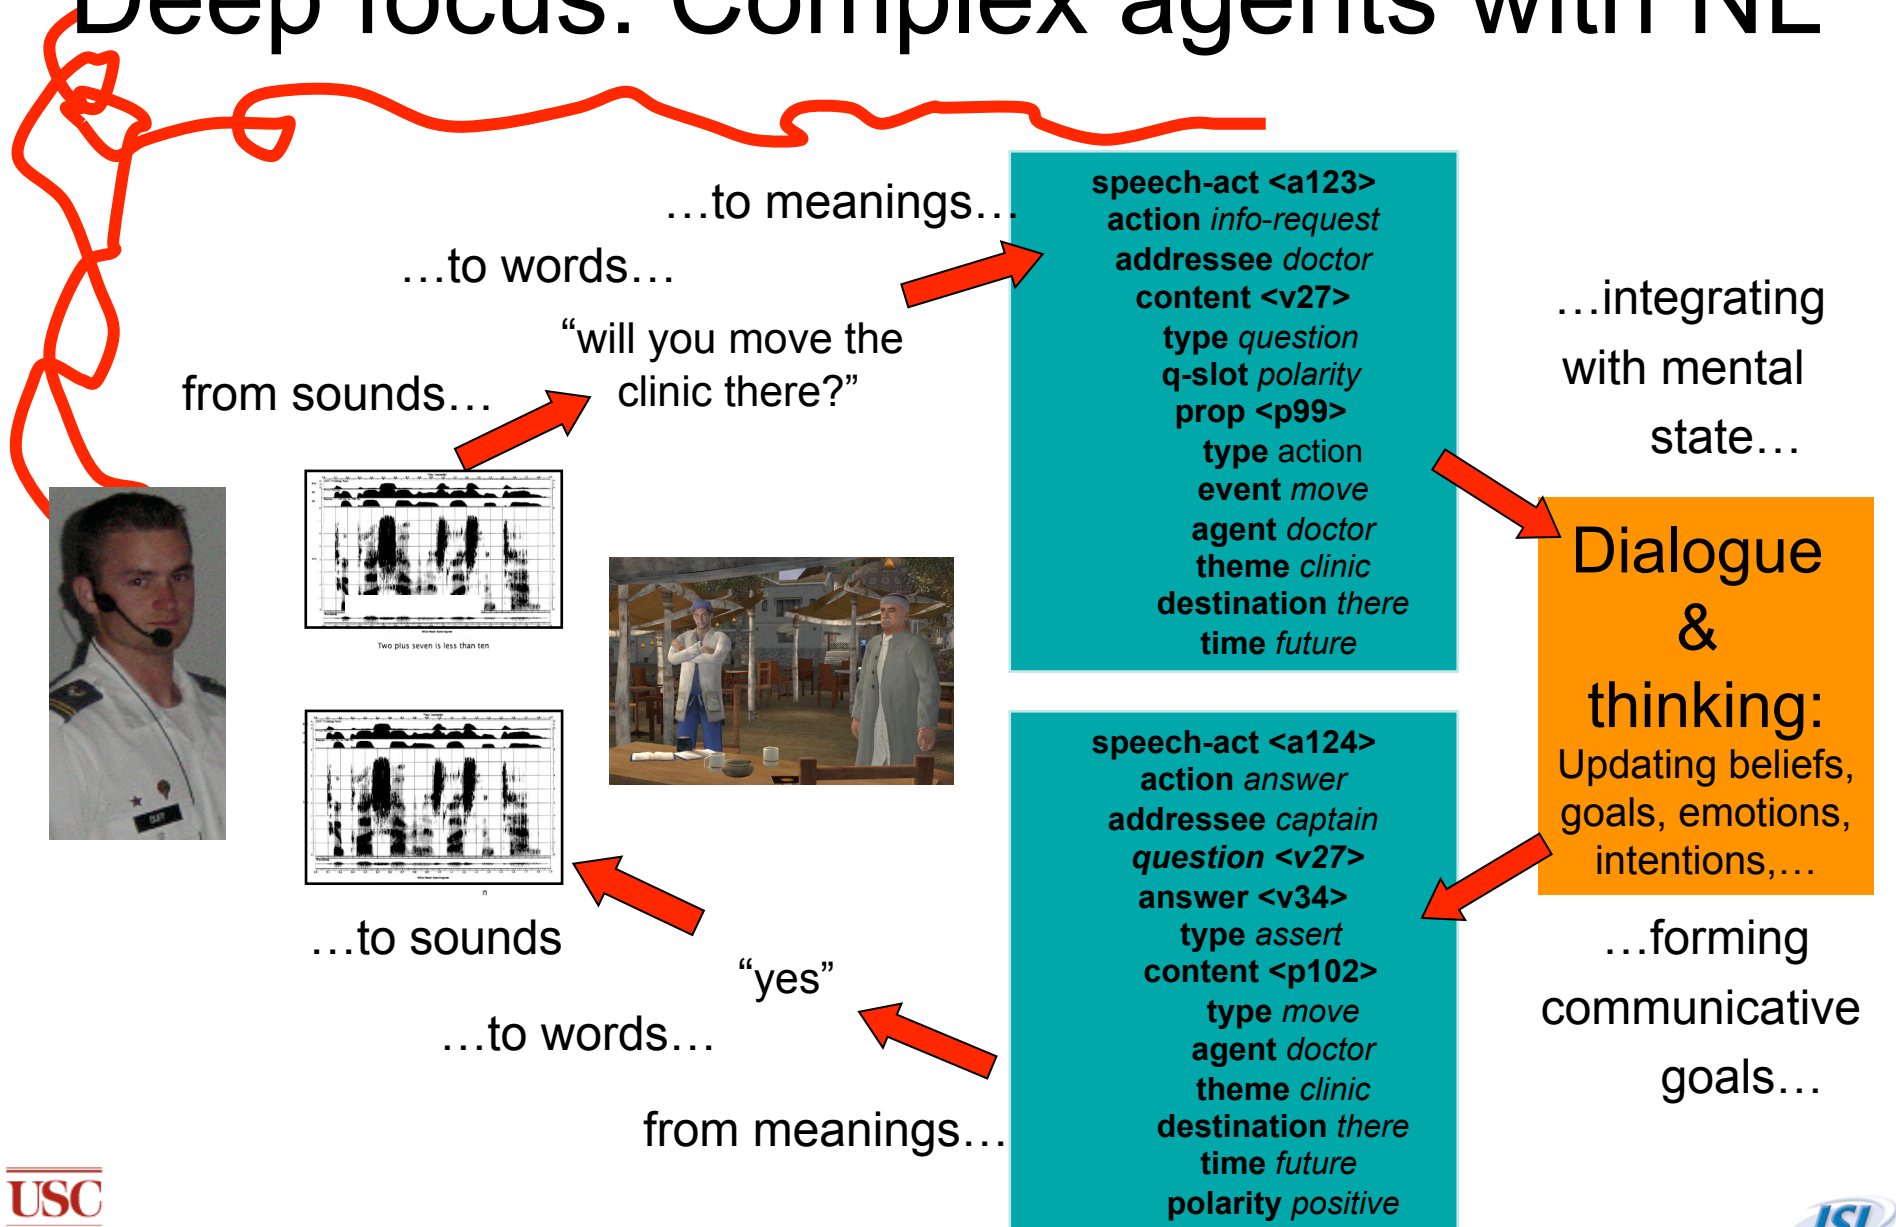 Deep focus: Complex agents with NL
…to meanings…
…to words…
“will you move the
clinic there?”
from sounds…
Two plus seven is less than ten
speech-act <a123>
action info-request
addressee doctor
content <v27>
type question
q-slot polarity
prop <p99>
type action
event move
agent doctor
theme clinic
destination there
time future
…integrating
with mental
state…
Dialogue
&
thinking:
Updating beliefs,
goals, emotions,
intentions,…
…forming
communicative
goals…
speech-act <a124>
action answer
addressee captain
question <v27>
answer <v34>
type assert
content <p102>
type move
agent doctor
theme clinic
destination there
time future
polarity positive
from meanings…
…to words…
“yes”
…to sounds
n
USC
ISI